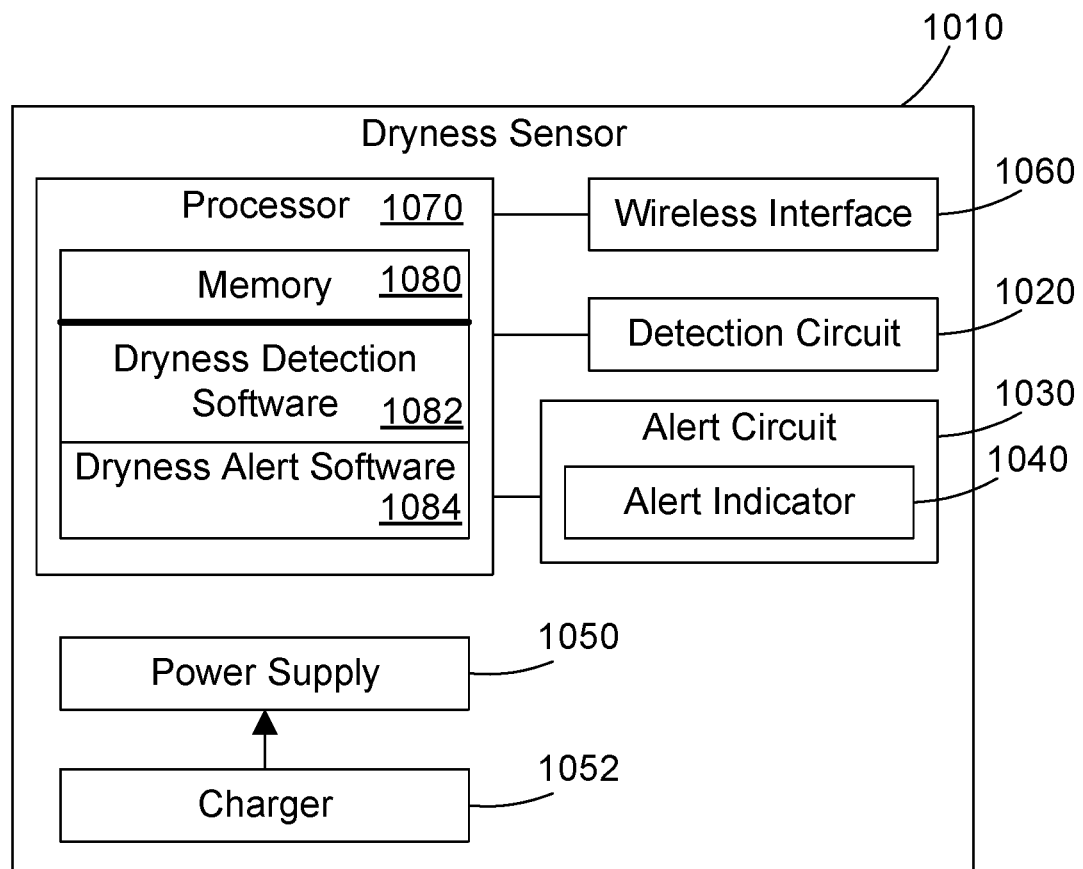 1010
Dryness Sensor
Processor 1070
Memory 1080
Dryness Detection
Software 1082
Dryness Alert Software
1084
Wireless Interface
1060
Detection Circuit
1020
Alert Circuit
1030
Alert Indicator
1040
Power Supply
1050
Charger
1052